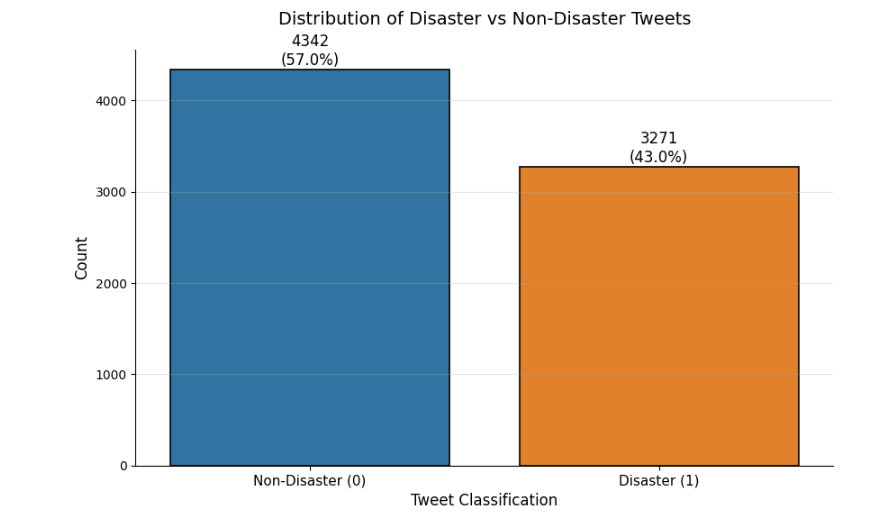 Distribution of Disaster vs Non-Disaster Tweets
4342
(57.0%)
3271
(43.0%)
4000
3000
2000
1000
0
Count
Non-Disaster (0)
Disaster (1)
Tweet Classification